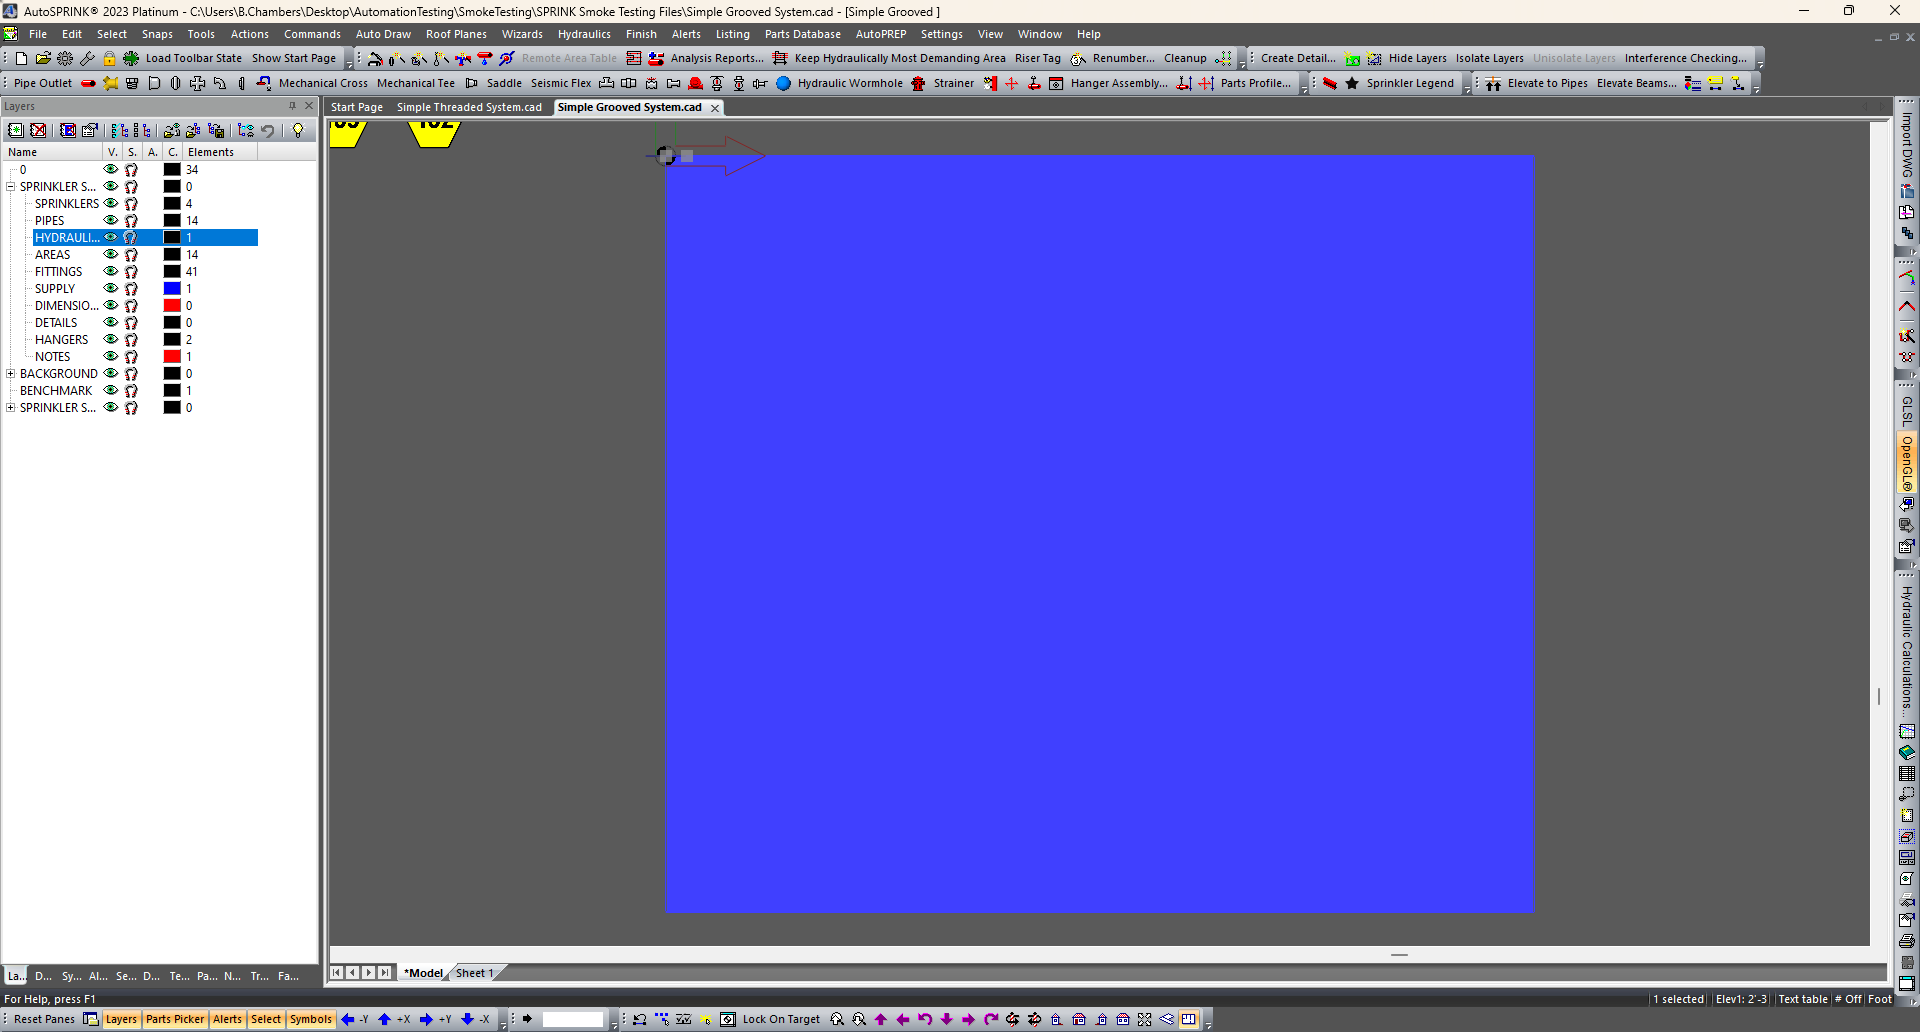 AutoSPRINK® 2023 Platinum - C:\Users\B.Chambers\Desktop\AutomationTesting\SmokeTesting\SPRINK Smoke Testing Files\Simple Grooved System.cad - [Simple Grooved ]
File Edit Select Snaps Tools Actions Commands Auto Draw Roof Planes Wizards Hydraulics Finish Alerts Listing Parts Database AutoPREP Settings View Window Help
Load Toolbar State Show Start Page Remote Area Table Analysis Reports... Keep Hydraulically Most Demanding Area Riser Tag Renumber... Cleanup Create Detail... Hide Layers Isolate Layers Unisolate Layers Interference Checking...
Pipe Outlet Mechanical Cross Mechanical Tee Saddle Seismic Flex Hydraulic Wormhole Strainer Hanger Assembly... Parts Profile... Sprinkler Legend Elevate to Pipes Elevate Beams...
Layers
Start Page Simple Threaded System.cad Simple Grooved System.cad
Name V. S. A. C. Elements
0 34
SPRINKLER S... 0
SPRINKLERS 4
PIPES 14
HYDRAULI... 1
AREAS 14
FITTINGS 41
SUPPLY 1
DIMENSIO... 0
DETAILS 0
HANGERS 2
NOTES 1
BACKGROUND 0
BENCHMARK 1
SPRINKLER S... 0
Import DWG
GLSL
OpenGL®
Hydraulic Calculations...
La... D... Sy... Al... Se... D... Te... Pa... N... Tr... Fa...
*Model Sheet 1
For Help, press F1
1 selected Elev1: 2'-3 Text table # Off Foot
Reset Panes Layers Parts Picker Alerts Select Symbols -Y +X +Y -X Lock On Target